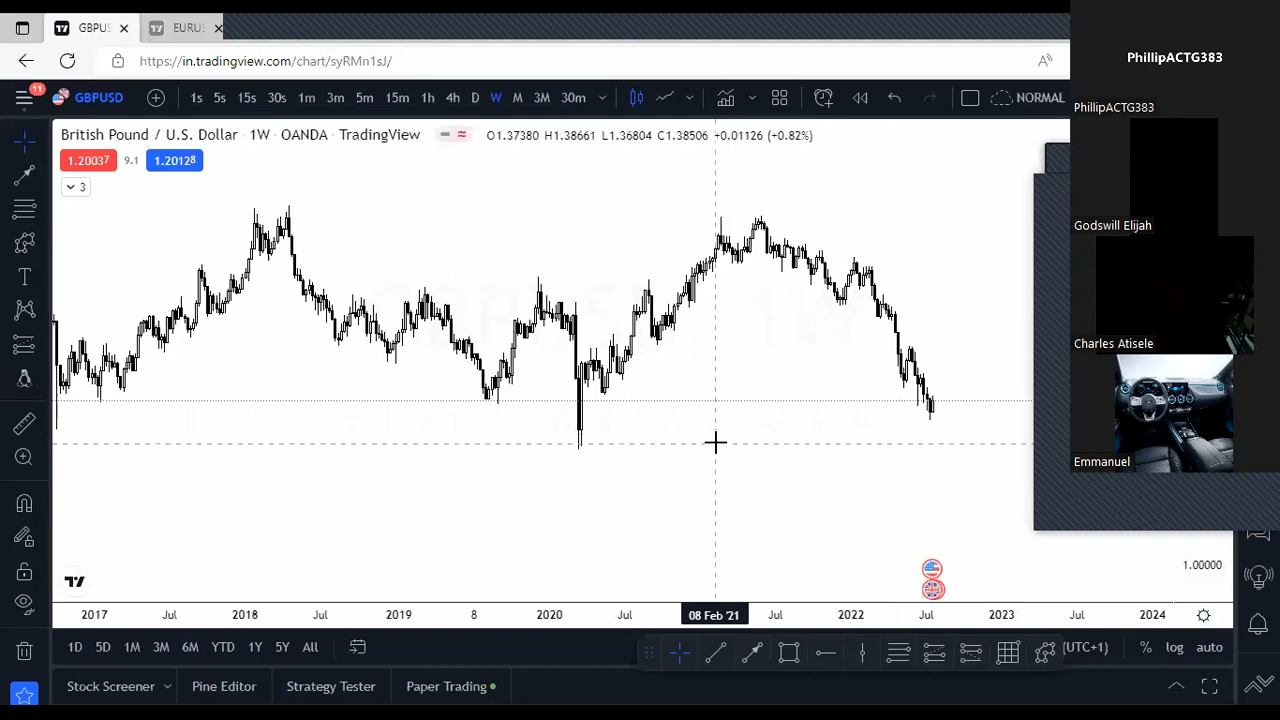 GBPUS
EURU
https://in.tradingview.com/chart/syRMn1sJ/
PhillipACTG383
11
GBPUSD
1s 5s 15s 30s 1m 3m 5m 15m 1h 4h D W M 3M 30m
NORMAL
PhillipACTG383
British Pound / U.S. Dollar · 1W · OANDA · TradingView
O1.37380 H1.38661 L1.36804 C1.38506 +0.01126 (+0.82%)
1.20037 9.1 1.20128
3
Godswill Elijah
Charles Atisele
Emmanuel
1.00000
2017 Jul 2018 Jul 2019 8 2020 Jul 08 Feb '21 Jul 2022 Jul 2023 Jul 2024
1D 5D 1M 3M 6M YTD 1Y 5Y All
(UTC+1) % log auto
Stock Screener Pine Editor Strategy Tester Paper Trading